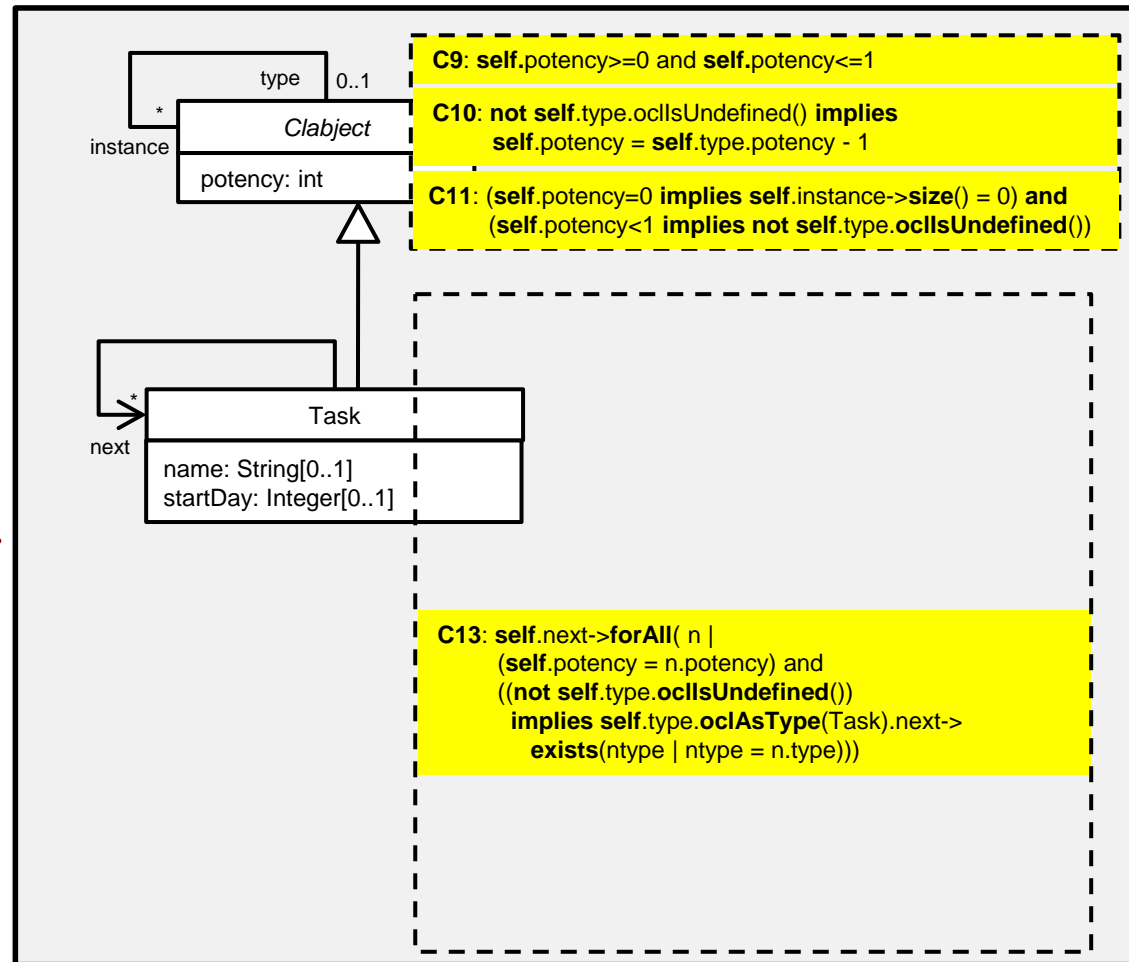 type
0..1
*
instance
Clabject
potency: int
C9: self.potency>=0 and self.potency<=1
C10: not self.type.oclIsUndefined() implies
self.potency = self.type.potency - 1
C11: (self.potency=0 implies self.instance->size() = 0) and
(self.potency<1 implies not self.type.oclIsUndefined())
*
next
Task
name: String[0..1]
startDay: Integer[0..1]
C13: self.next->forAll( n |
(self.potency = n.potency) and
((not self.type.oclIsUndefined())
implies self.type.oclAsType(Task).next->
exists(ntype | ntype = n.type)))